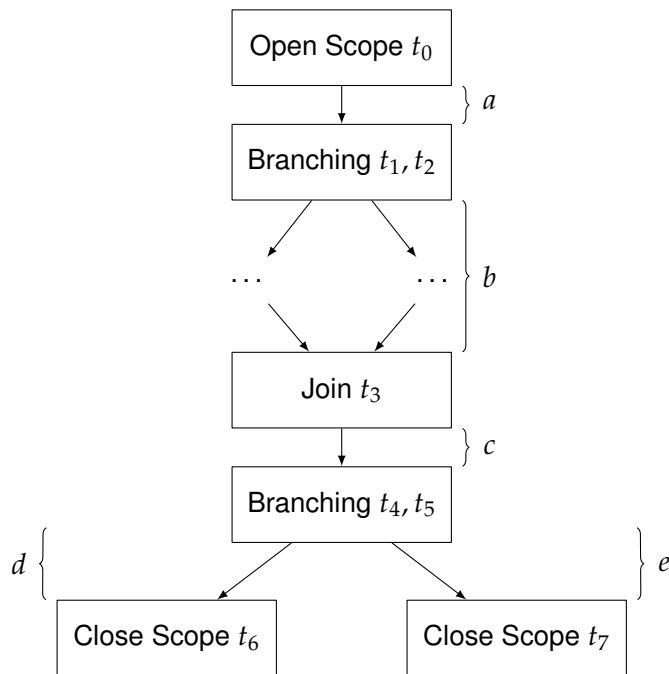 Open Scope t₀
a
Branching t₁, t₂
... ...
b
Join t₃
c
Branching t₄, t₅
d
e
Close Scope t₆
Close Scope t₇